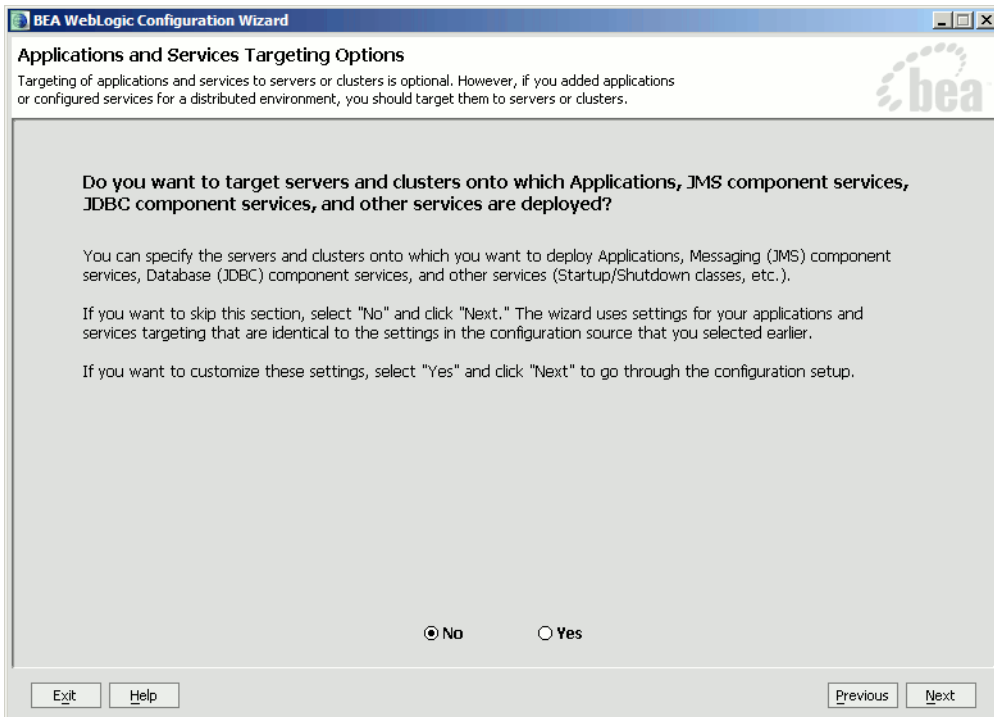 BEA WebLogic Configuration Wizard
Applications and Services Targeting Options
Targeting of applications and services to servers or clusters is optional. However, if you added applications
or configured services for a distributed environment, you should target them to servers or clusters.
bea
Do you want to target servers and clusters onto which Applications, JMS component services,
JDBC component services, and other services are deployed?
You can specify the servers and clusters onto which you want to deploy Applications, Messaging (JMS) component
services, Database (JDBC) component services, and other services (Startup/Shutdown classes, etc.).
If you want to skip this section, select "No" and click "Next." The wizard uses settings for your applications and
services targeting that are identical to the settings in the configuration source that you selected earlier.
If you want to customize these settings, select "Yes" and click "Next" to go through the configuration setup.
No Yes
Exit Help Previous Next